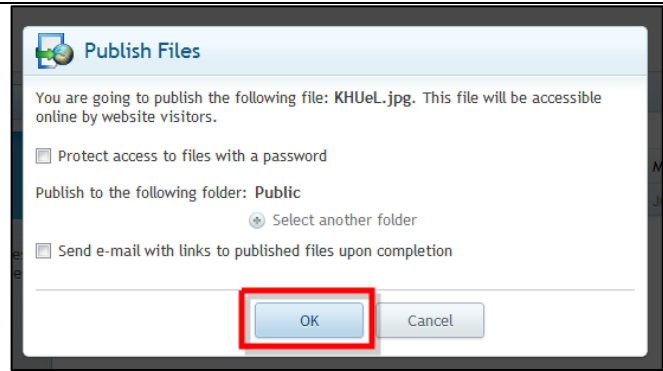 Publish Files
You are going to publish the following file: KHUeL.jpg. This file will be accessible
online by website visitors.
Protect access to files with a password
Publish to the following folder: Public
Select another folder
Send e-mail with links to published files upon completion
OK Cancel